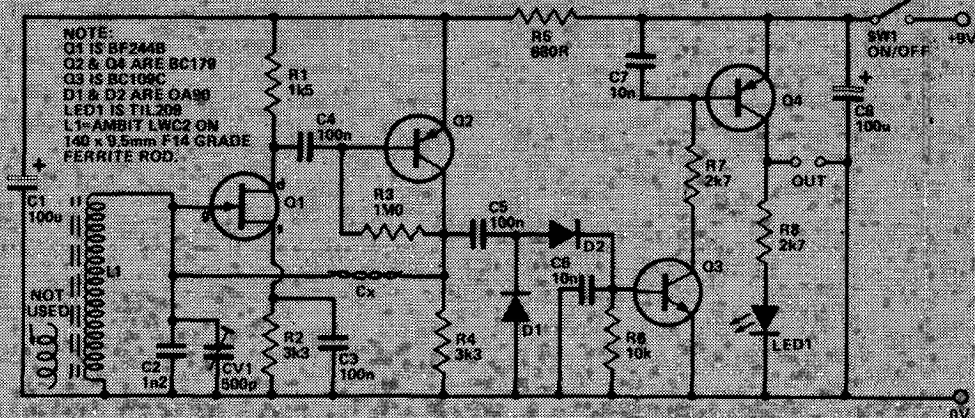 NOTE:
Q1 IS BF244B
Q2 & Q4 ARE BC179
Q3 IS BC109C
D1 & D2 ARE OA90
LED1 IS TIL209
L1=AMBIT LWC2 ON
140 x 9.5mm F14 GRADE
FERRITE ROD.
R1
1k5
C4
100n
Q2
R5
680R
C7
10n
Q4
SW1
ON/OFF
+9V
C8
100u
C1
100u
d
g
s
Q1
R3
1M0
C5
100n
D2
R7
2k7
OUT
R8
2k7
L1
NOT
USED
Cx
C6
10n
Q3
D1
C2
1n2
CV1
500p
R2
3k3
C3
100n
R4
3k3
R6
10k
LED1